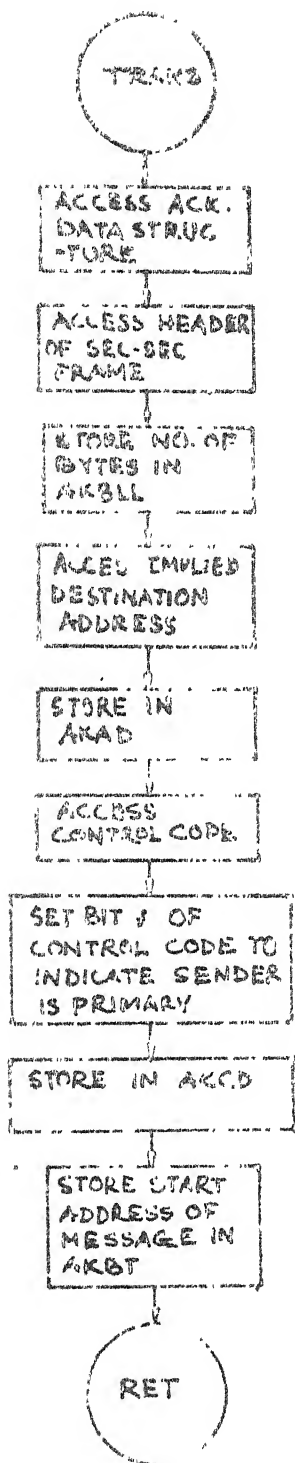 TRANS
ACCESS ACK.
DATA STRUC
-TURE
ACCESS HEADER
OF SEC-SEC
FRAME
STORE NO. OF
BYTES IN
AKBLL
ACCES IMPLIED
DESTINATION
ADDRESS
STORE IN
AKAD
ACCESS
CONTROL CODE
SET BIT OF
CONTROL CODE TO
INDICATE SENDER
IS PRIMARY
STORE IN AKCD
STORE START
ADDRESS OF
MESSAGE IN
AKBT
RET